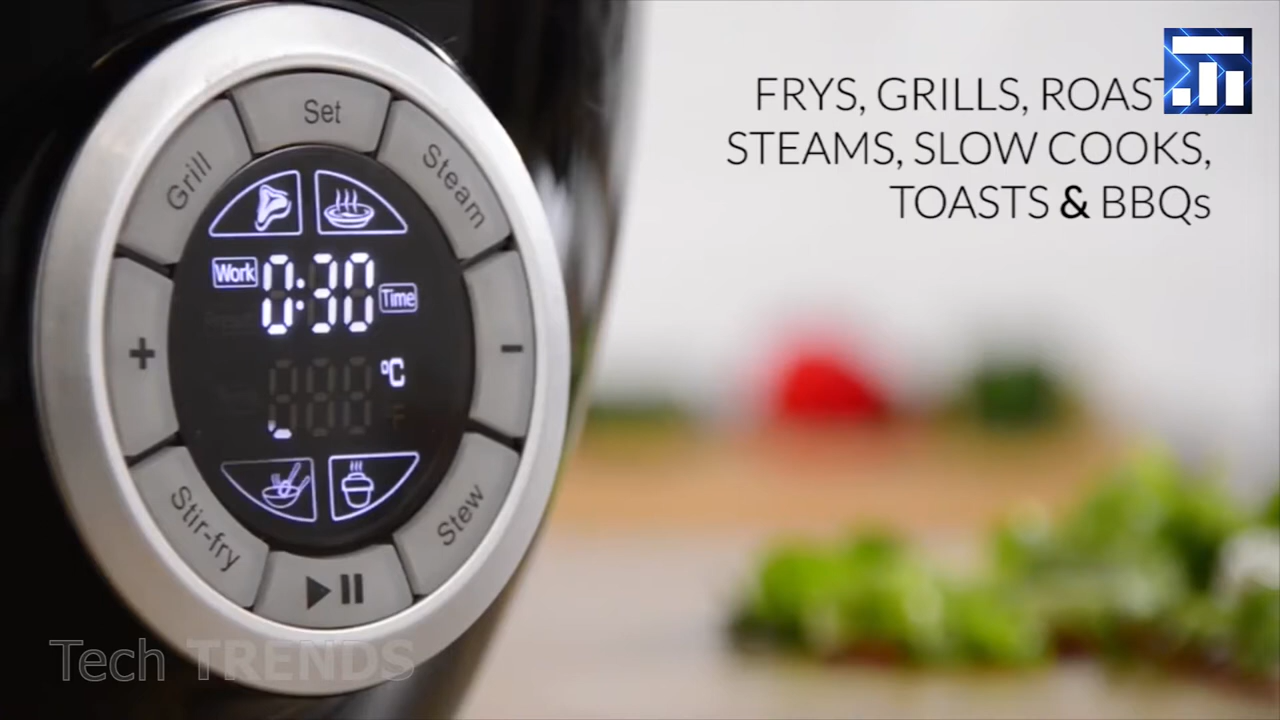 FRYS, GRILLS, ROAST
STEAMS, SLOW COOKS,
TOASTS & BBQs
Set
Grill
Steam
Work
0:30
Time
+
-
°C
Stir-fry
Stew
Tech TRENDS